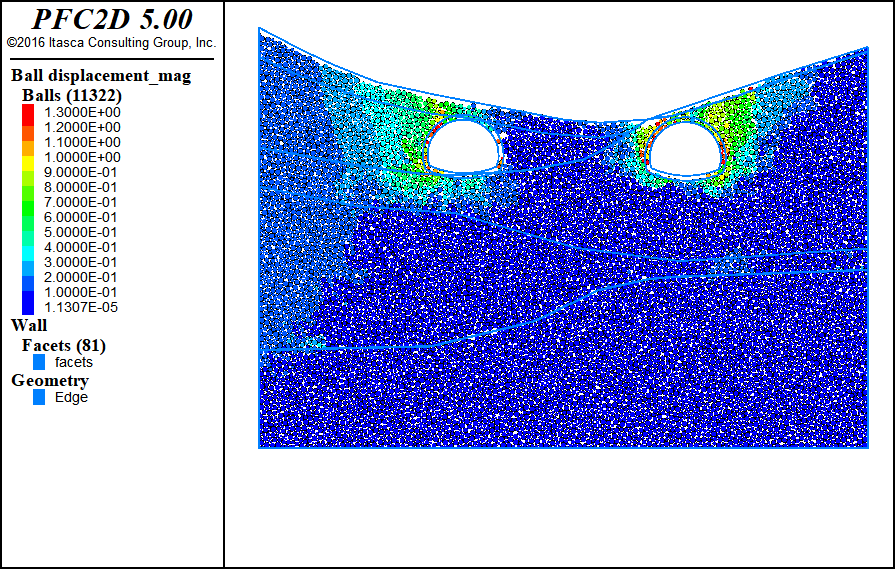 PFC2D 5.00
©2016 Itasca Consulting Group, Inc.
Ball displacement_mag
Balls (11322)
1.3000E+00
1.2000E+00
1.1000E+00
1.0000E+00
9.0000E-01
8.0000E-01
7.0000E-01
6.0000E-01
5.0000E-01
4.0000E-01
3.0000E-01
2.0000E-01
1.0000E-01
1.1307E-05
Wall
Facets (81)
facets
Geometry
Edge